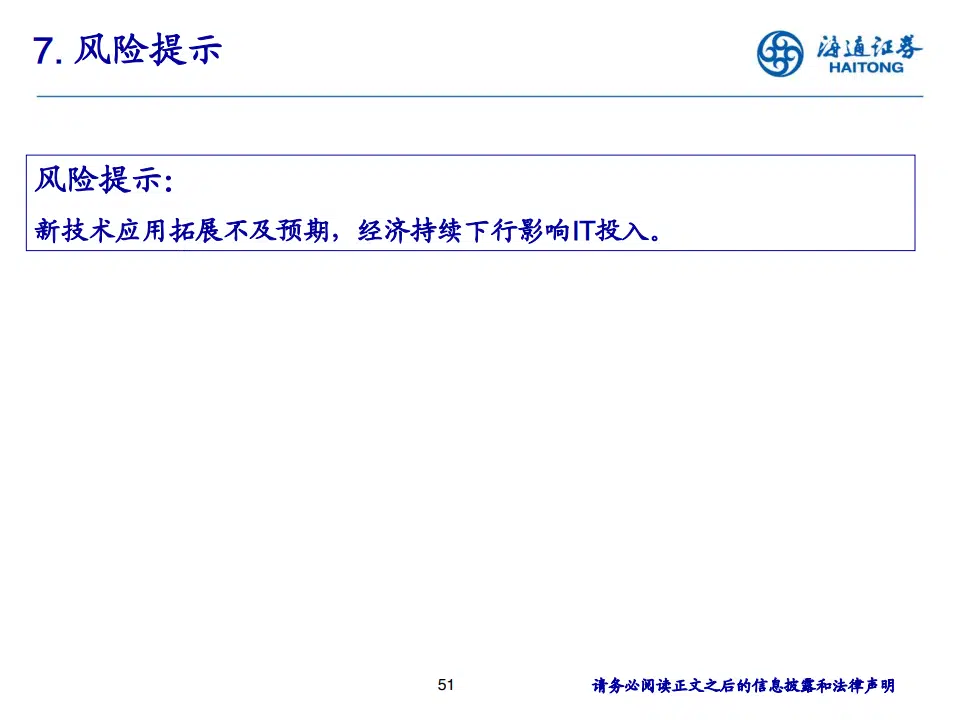 7. 风险提示
海通证券
HAITONG
风险提示：
新技术应用拓展不及预期，经济持续下行影响IT投入。
51
请务必阅读正文之后的信息披露和法律声明